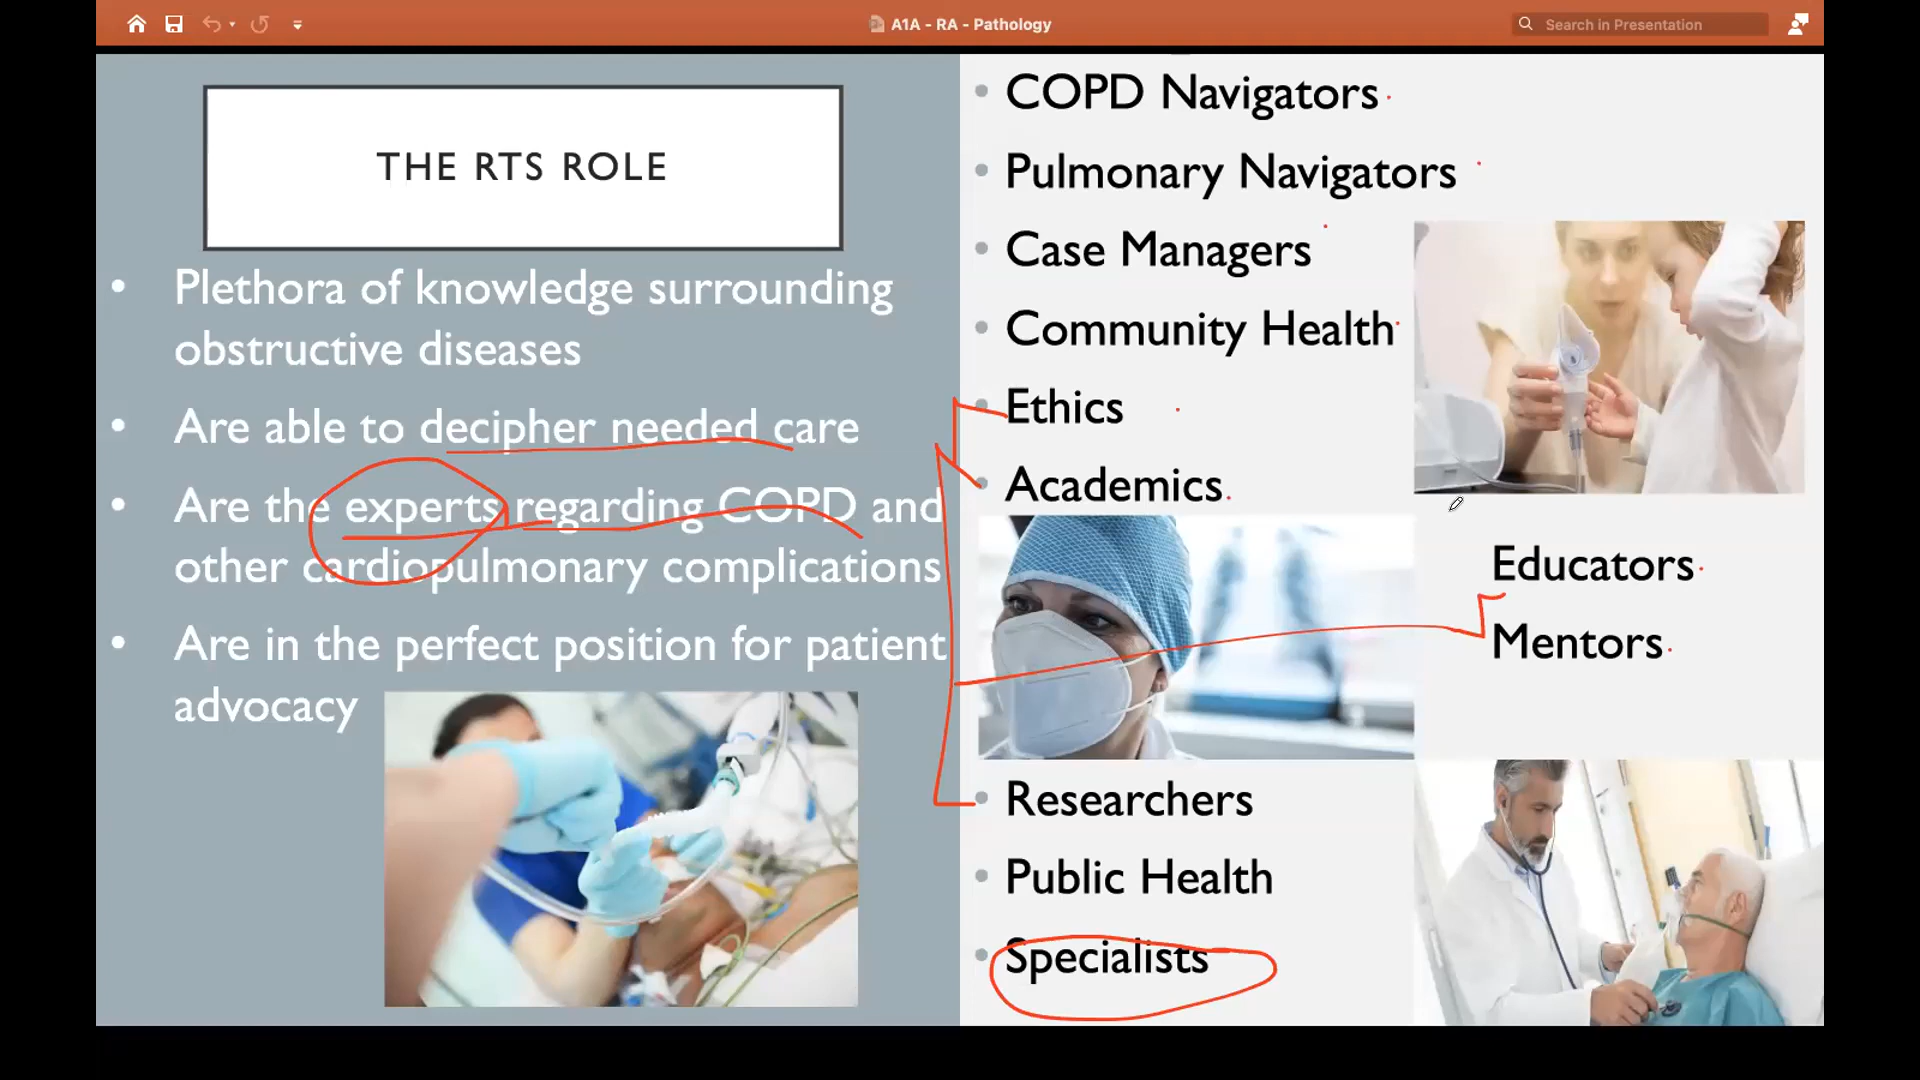 A1A - RA - Pathology
Search in Presentation
THE RTS ROLE
• Plethora of knowledge surrounding
obstructive diseases
• Are able to decipher needed care
• Are the experts regarding COPD and
other cardiopulmonary complications
• Are in the perfect position for patient
advocacy
• COPD Navigators
• Pulmonary Navigators
• Case Managers
• Community Health
• Ethics
• Academics
Educators
Mentors
• Researchers
• Public Health
• Specialists